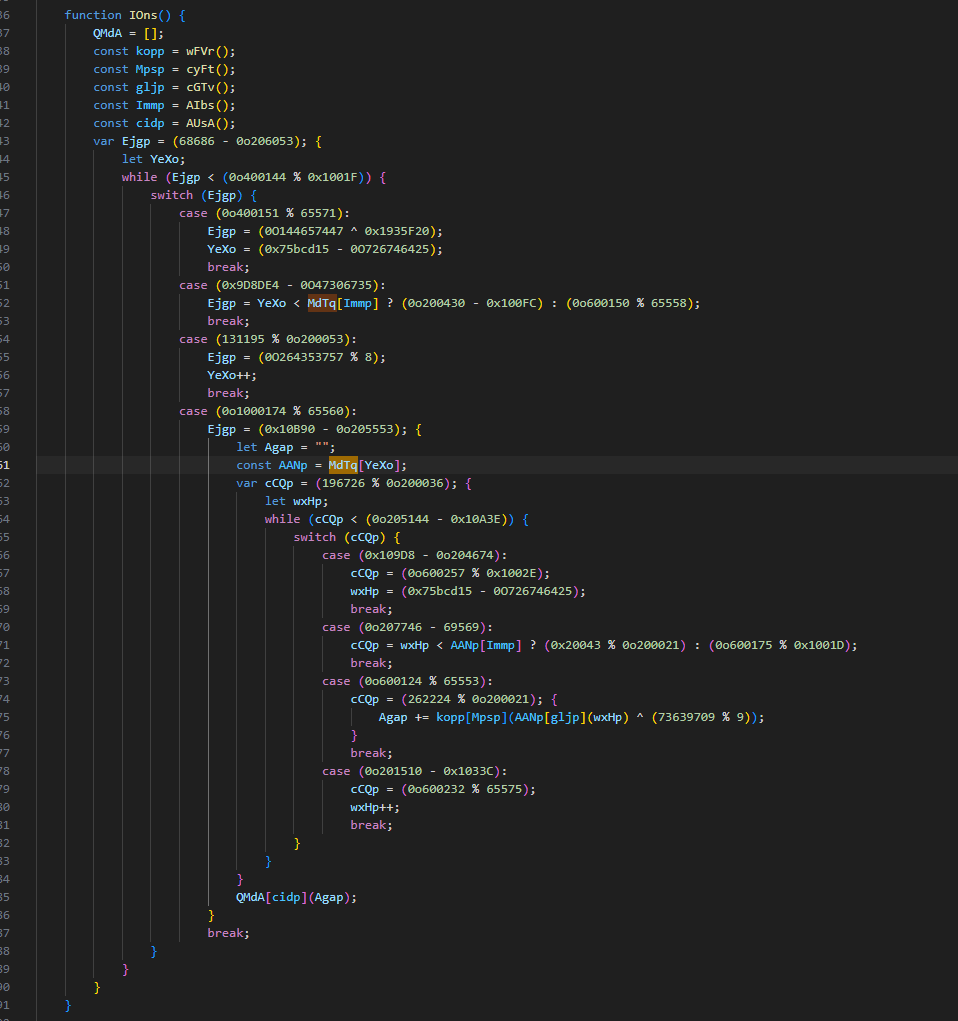 36 function IOns() {
37 QMdA = [];
38 const kopp = wFVr();
39 const Mpsp = cyFt();
40 const gljp = cGTv();
41 const Immp = AIbs();
42 const cidp = AUsA();
43 var Ejgp = (68686 - 0o206053); {
44 let YeXo;
45 while (Ejgp < (0o400144 % 0x1001F)) {
46 switch (Ejgp) {
47 case (0o400151 % 65571):
48 Ejgp = (0O144657447 ^ 0x1935F20);
49 YeXo = (0x75bcd15 - 0O726746425);
50 break;
51 case (0x9D8DE4 - 0O47306735):
52 Ejgp = YeXo < MdTq[Immp] ? (0o200430 - 0x100FC) : (0o600150 % 65558);
53 break;
54 case (131195 % 0o200053):
55 Ejgp = (0O264353757 % 8);
56 YeXo++;
57 break;
58 case (0o1000174 % 65560):
59 Ejgp = (0x10B90 - 0o205553); {
60 let Agap = "";
61 const AANp = MdTq[YeXo];
62 var cCQp = (196726 % 0o200036); {
63 let wxHp;
64 while (cCQp < (0o205144 - 0x10A3E)) {
65 switch (cCQp) {
66 case (0x109D8 - 0o204674):
67 cCQp = (0o600257 % 0x1002E);
68 wxHp = (0x75bcd15 - 0O726746425);
69 break;
70 case (0o207746 - 69569):
71 cCQp = wxHp < AANp[Immp] ? (0x20043 % 0o200021) : (0o600175 % 0x1001D);
72 break;
73 case (0o600124 % 65553):
74 cCQp = (262224 % 0o200021); {
75 Agap += kopp[Mpsp](AANp[gljp](wxHp) ^ (73639709 % 9));
76 }
77 break;
78 case (0o201510 - 0x1033C):
79 cCQp = (0o600232 % 65575);
80 wxHp++;
81 break;
82 }
83 }
84 }
85 QMdA[cidp](Agap);
86 }
87 break;
88 }
89 }
90 }
91 }